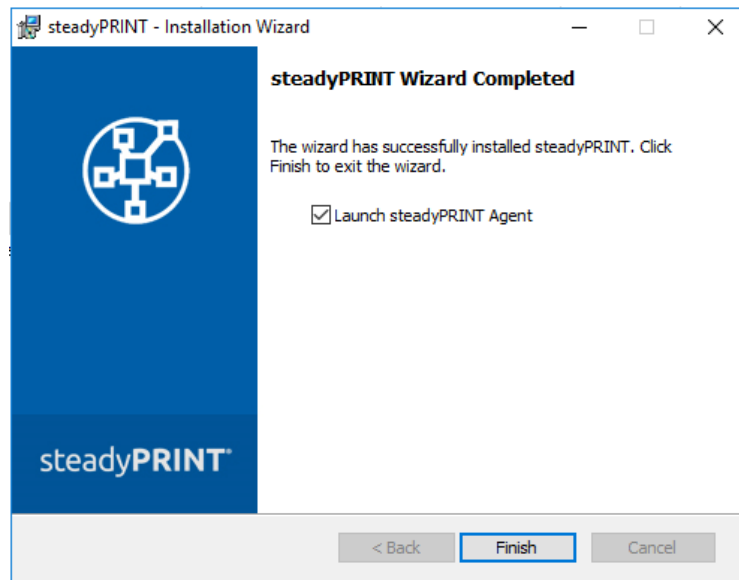 steadyPRINT - Installation Wizard
steadyPRINT Wizard Completed
The wizard has successfully installed steadyPRINT. Click
Finish to exit the wizard.
Launch steadyPRINT Agent
steadyPRINT®
< Back
Finish
Cancel